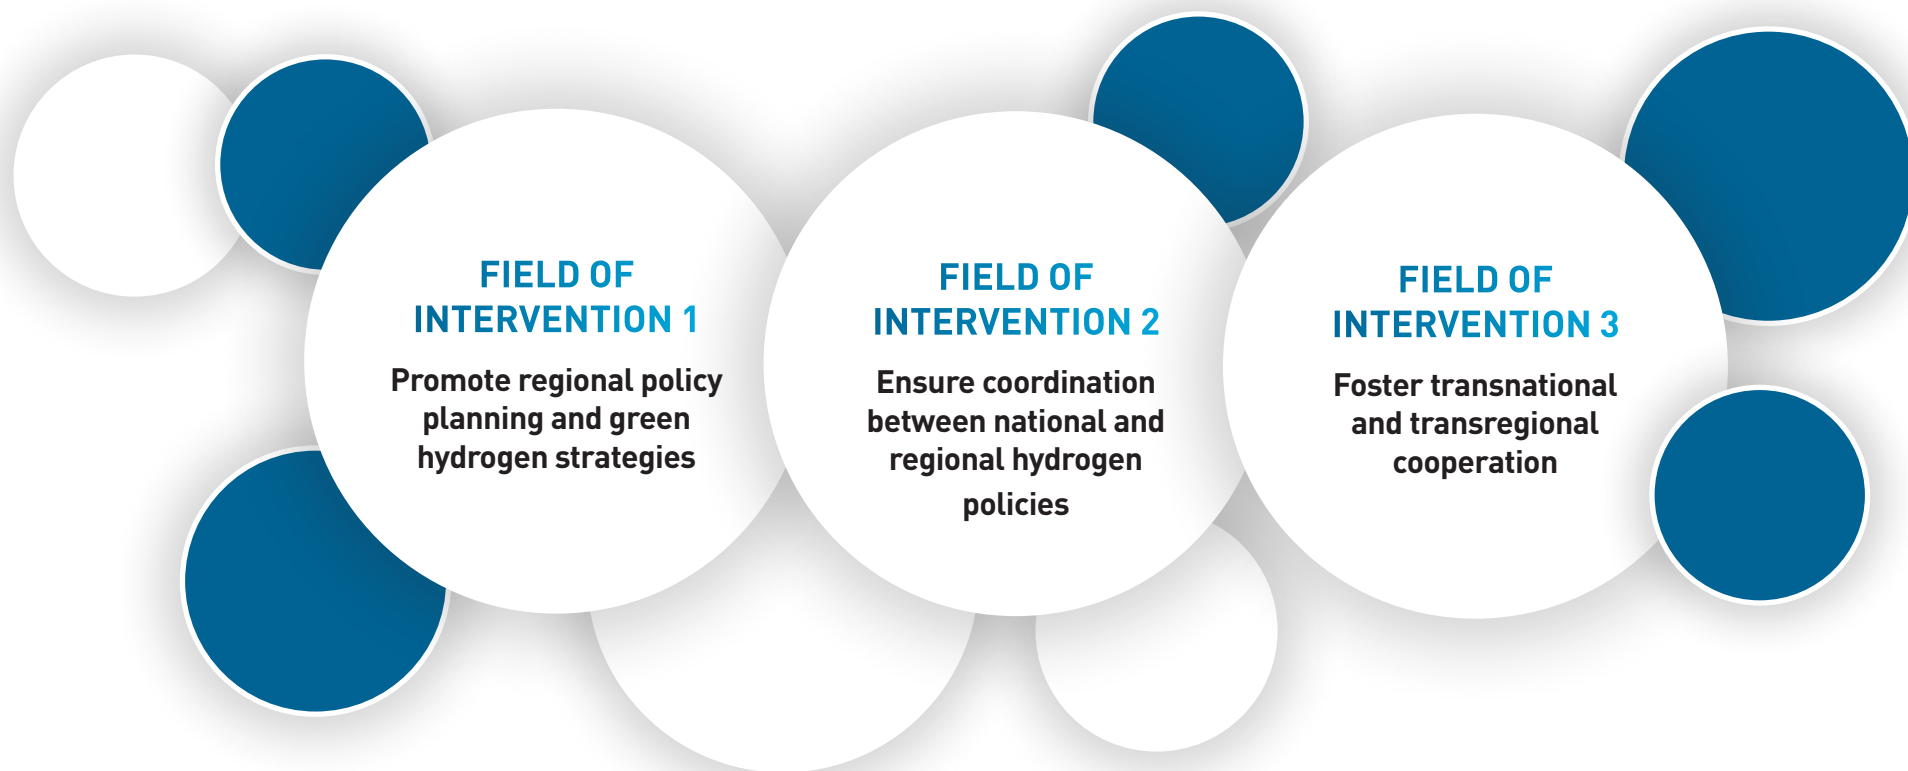 FIELD OF
INTERVENTION 1
Promote regional policy
planning and green
hydrogen strategies
FIELD OF
INTERVENTION 2
Ensure coordination
between national and
regional hydrogen
policies
FIELD OF
INTERVENTION 3
Foster transnational
and transregional
cooperation